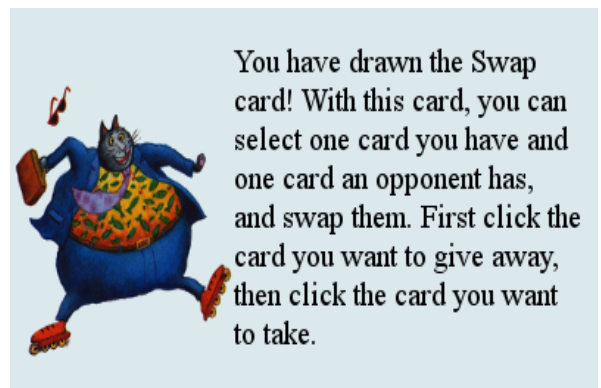 You have drawn the Swap
card! With this card, you can
select one card you have and
one card an opponent has,
and swap them. First click the
card you want to give away,
then click the card you want
to take.